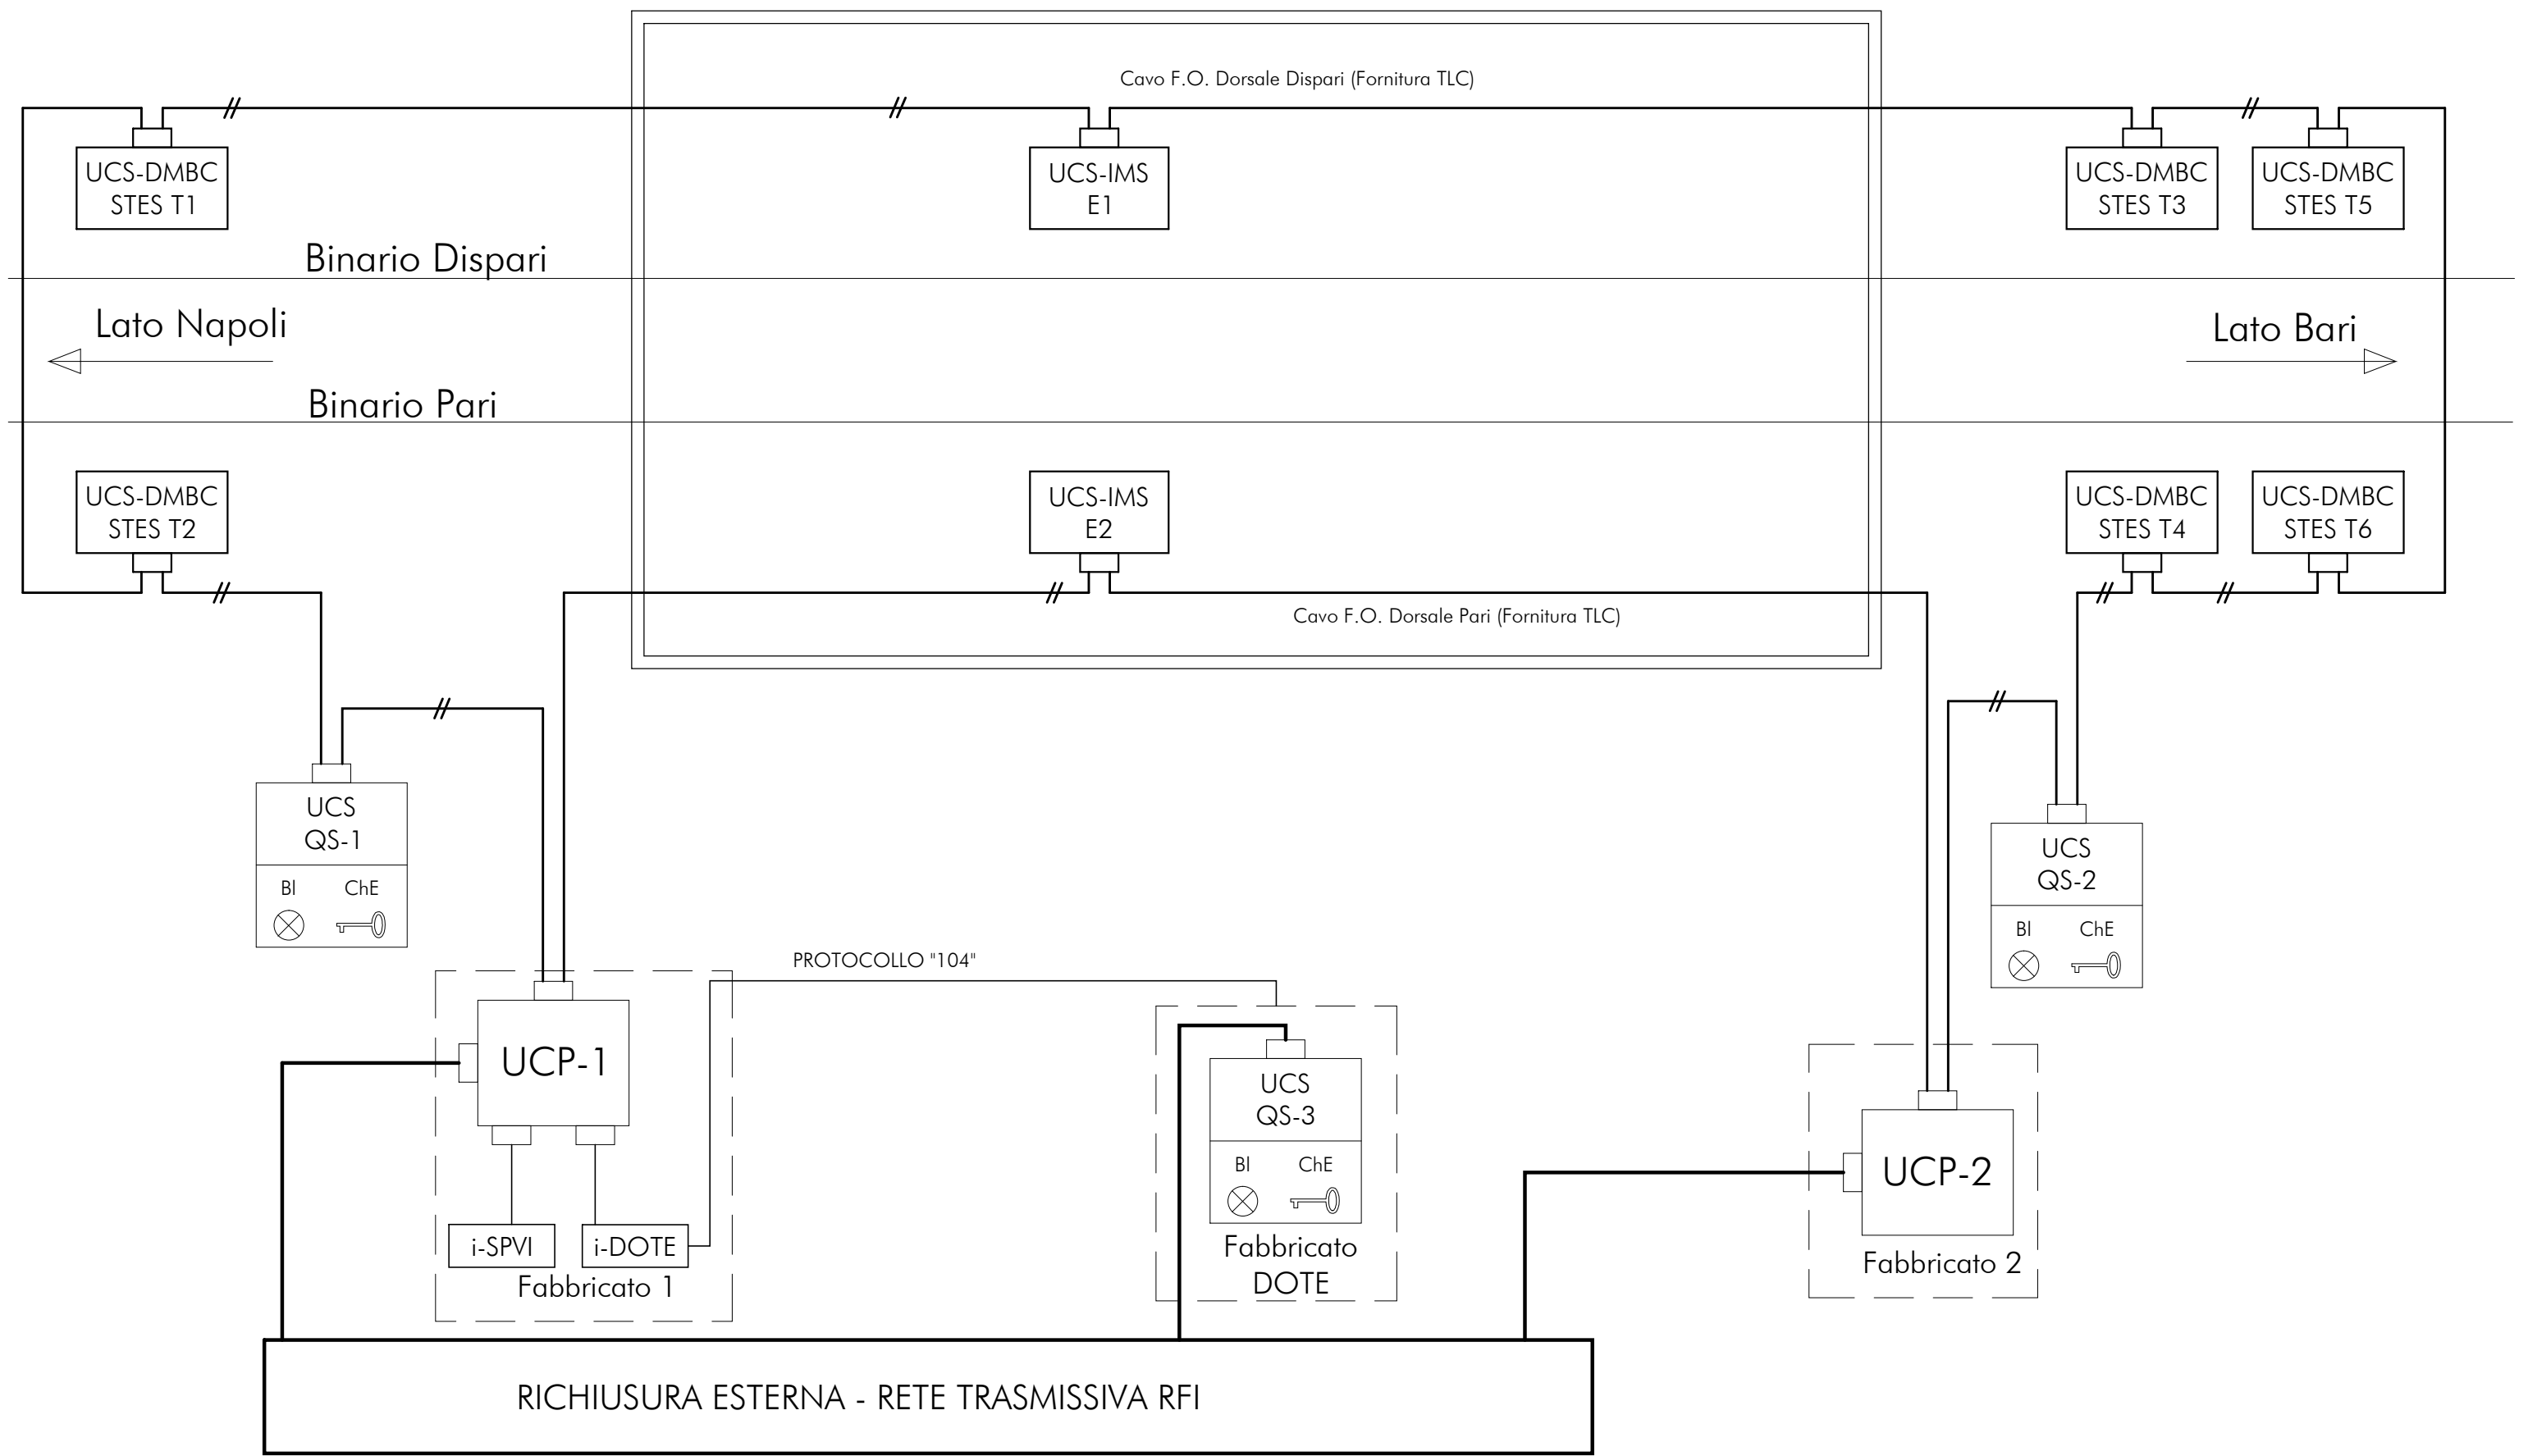 Cavo F.O. Dorsale Dispari (Fornitura TLC)
UCS-DMBC
STES T1
UCS-IMS
E1
UCS-DMBC
STES T3
UCS-DMBC
STES T5
Binario Dispari
Lato Napoli
Lato Bari
Binario Pari
UCS-DMBC
STES T2
UCS-IMS
E2
UCS-DMBC
STES T4
UCS-DMBC
STES T6
Cavo F.O. Dorsale Pari (Fornitura TLC)
UCS
QS-1
Bl ChE
UCS
QS-2
Bl ChE
PROTOCOLLO "104"
UCP-1
i-SPVI
i-DOTE
Fabbricato 1
UCS
QS-3
Bl ChE
Fabbricato
DOTE
UCP-2
Fabbricato 2
RICHIUSURA ESTERNA - RETE TRASMISSIVA RFI